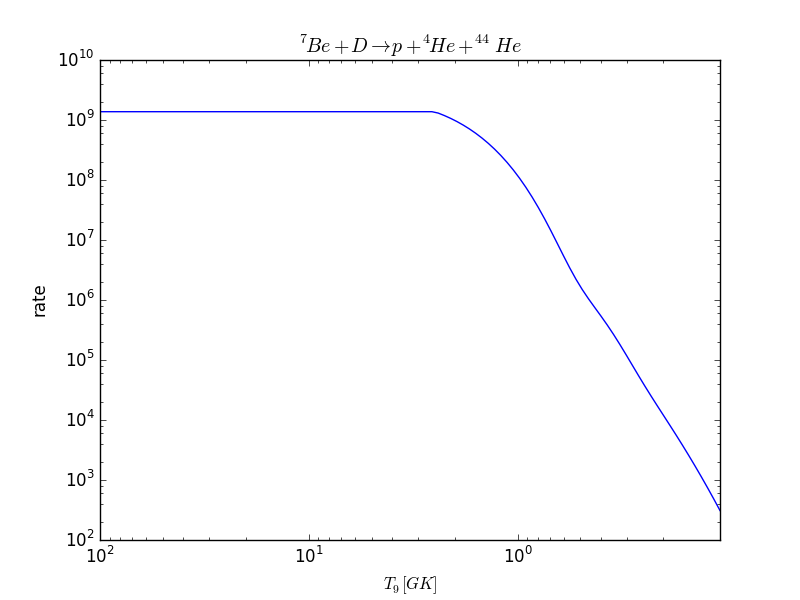 ⁷Be + D → p + ⁴He + ⁴⁴ He
10¹⁰
10⁹
10⁸
10⁷
10⁶
10⁵
10⁴
10³
10²
rate
10² 10¹ 10⁰
T₉ [GK]